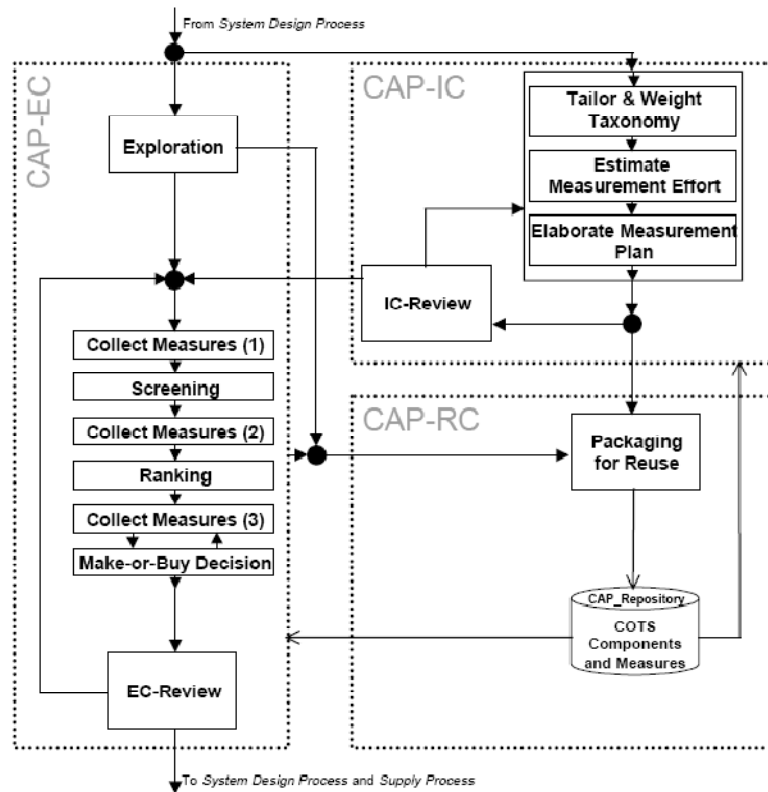 From System Design Process
CAP-EC
Exploration
Collect Measures (1)
Screening
Collect Measures (2)
Ranking
Collect Measures (3)
Make-or-Buy Decision
EC-Review
To System Design Process and Supply Process
CAP-IC
Tailor & Weight
Taxonomy
Estimate
Measurement Effort
Elaborate Measurement
Plan
IC-Review
CAP-RC
Packaging
for Reuse
CAP_Repository
COTS
Components
and Measures